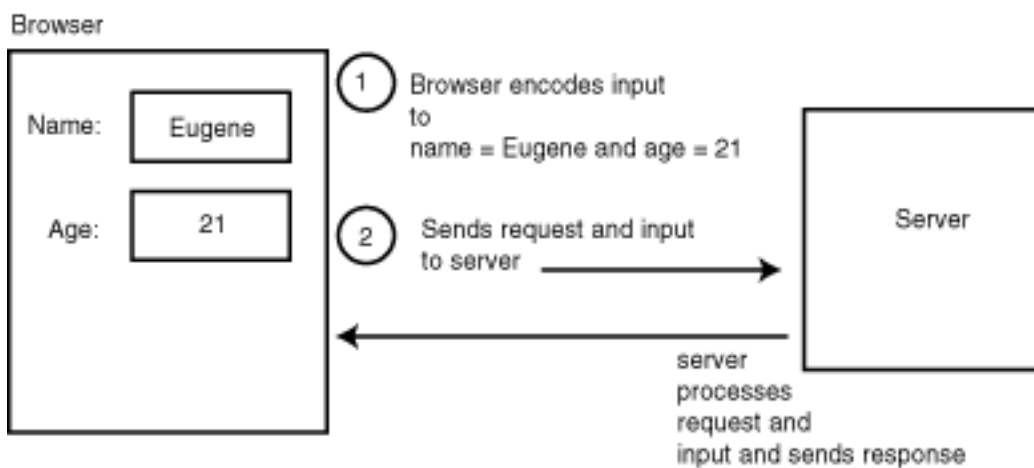 Browser
Name:
Eugene
Age:
21
1
Browser encodes input
to
name = Eugene and age = 21
2
Sends request and input
to server
Server
server
processes
request and
input and sends response